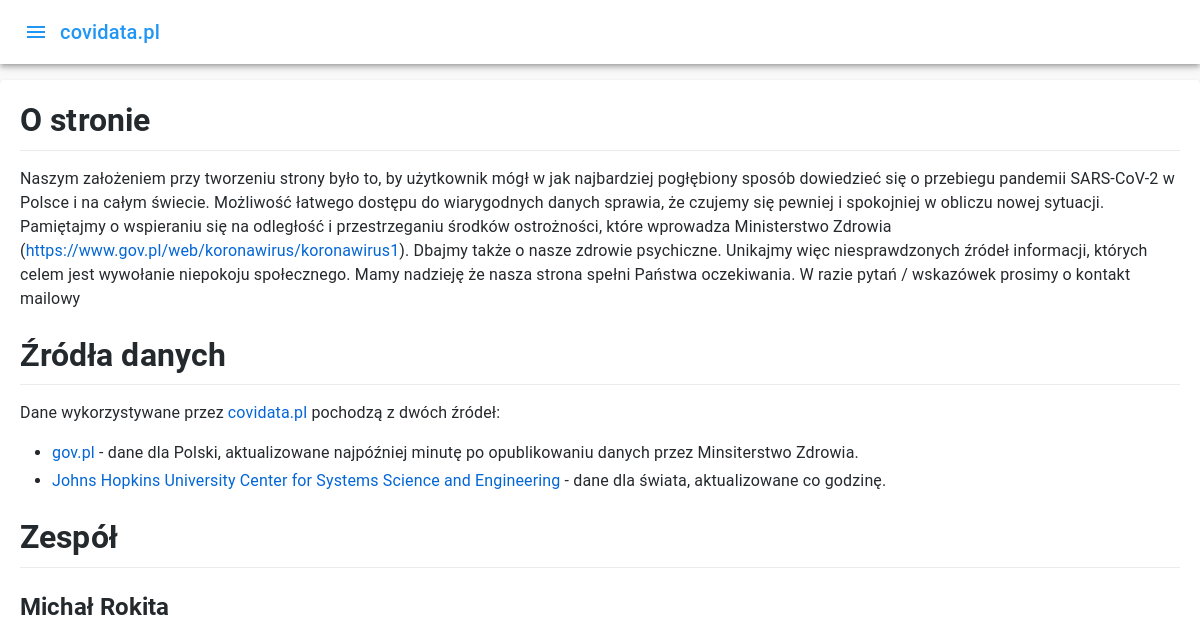 covidata.pl
O stronie
Naszym założeniem przy tworzeniu strony było to, by użytkownik mógł w jak najbardziej pogłębiony sposób dowiedzieć się o przebiegu pandemii SARS-CoV-2 w
Polsce i na całym świecie. Możliwość łatwego dostępu do wiarygodnych danych sprawia, że czujemy się pewniej i spokojniej w obliczu nowej sytuacji.
Pamiętajmy o wspieraniu się na odległość i przestrzeganiu środków ostrożności, które wprowadza Ministerstwo Zdrowia
(https://www.gov.pl/web/koronawirus/koronawirus1). Dbajmy także o nasze zdrowie psychiczne. Unikajmy więc niesprawdzonych źródeł informacji, których
celem jest wywołanie niepokoju społecznego. Mamy nadzieję że nasza strona spełni Państwa oczekiwania. W razie pytań / wskazówek prosimy o kontakt
mailowy
Źródła danych
Dane wykorzystywane przez covidata.pl pochodzą z dwóch źródeł:
• gov.pl - dane dla Polski, aktualizowane najpóźniej minutę po opublikowaniu danych przez Minsiterstwo Zdrowia.
• Johns Hopkins University Center for Systems Science and Engineering - dane dla świata, aktualizowane co godzinę.
Zespół
Michał Rokita